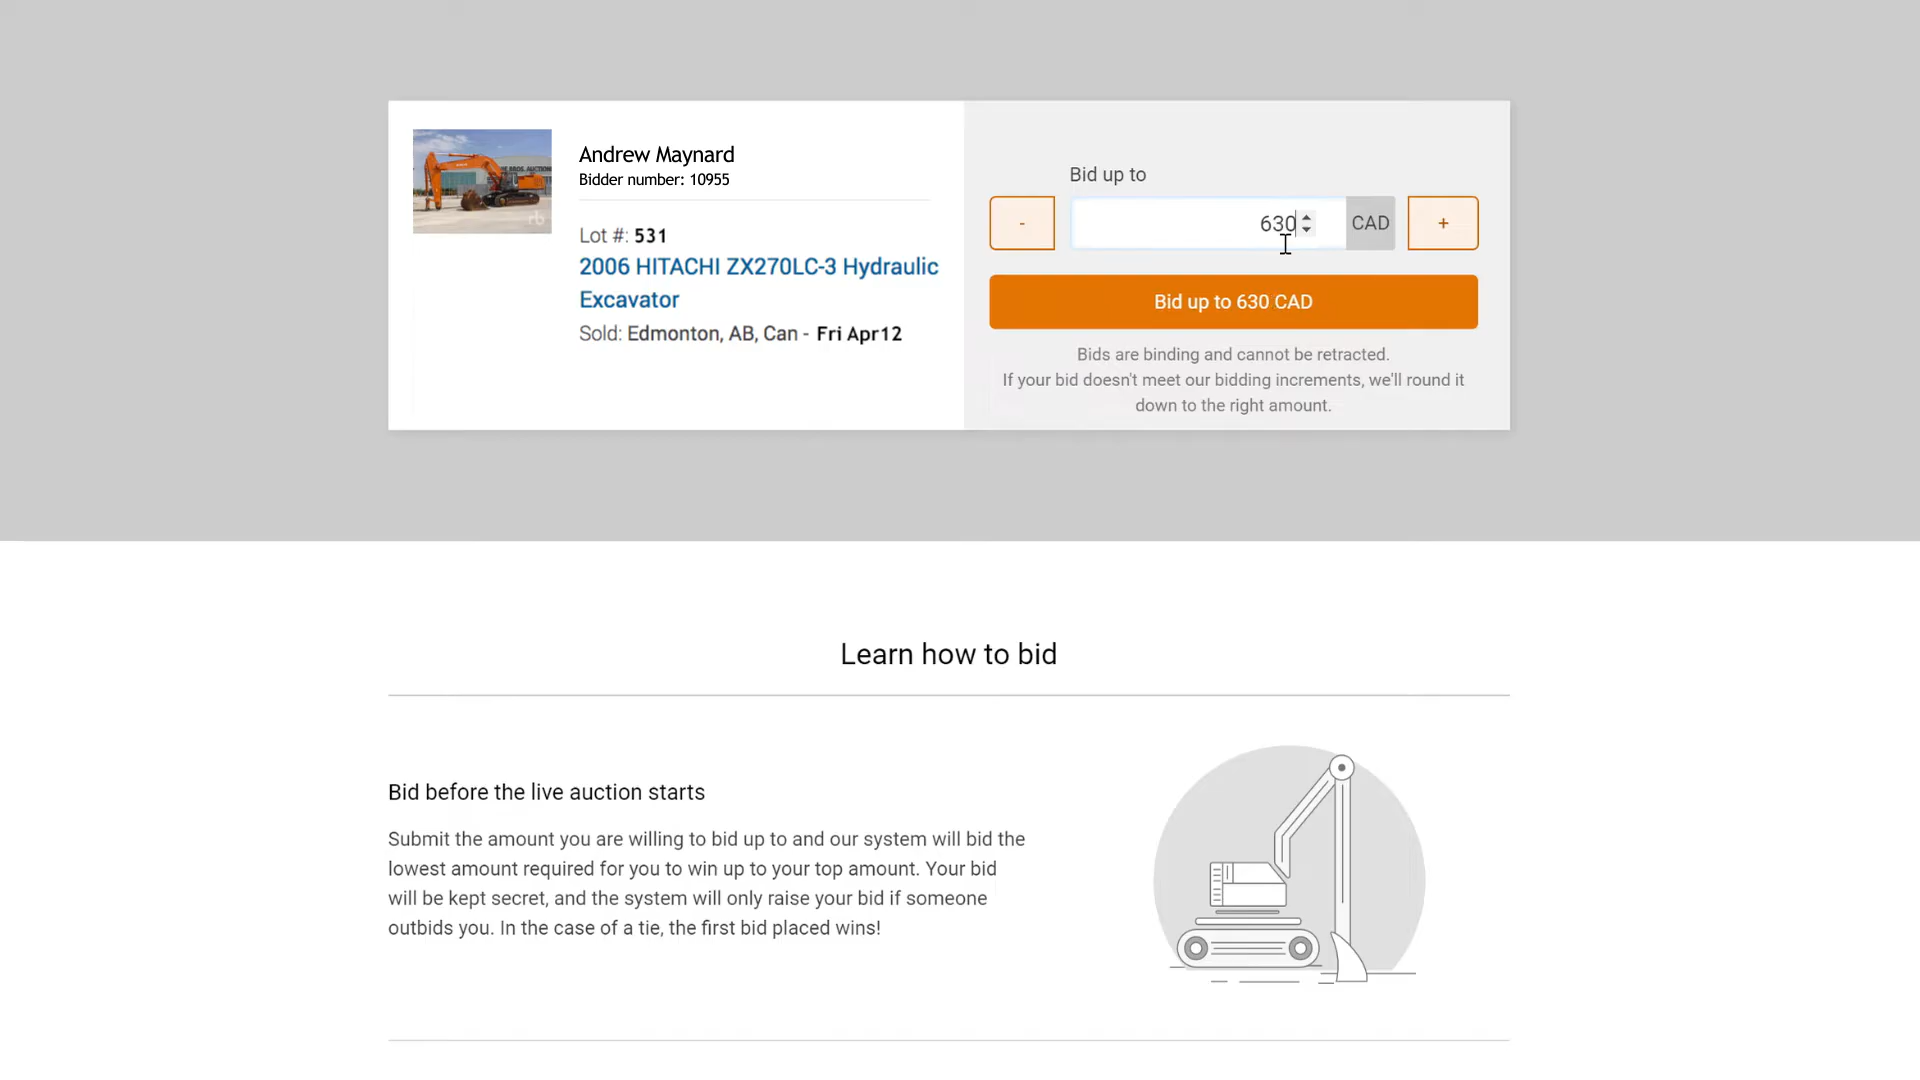 Andrew Maynard
Bidder number: 10955
Lot #: 531
2006 HITACHI ZX270LC-3 Hydraulic
Excavator
Sold: Edmonton, AB, Can - Fri Apr12
Bid up to
-
630
CAD
+
Bid up to 630 CAD
Bids are binding and cannot be retracted.
If your bid doesn't meet our bidding increments, we'll round it
down to the right amount.
Learn how to bid
Bid before the live auction starts
Submit the amount you are willing to bid up to and our system will bid the
lowest amount required for you to win up to your top amount. Your bid
will be kept secret, and the system will only raise your bid if someone
outbids you. In the case of a tie, the first bid placed wins!